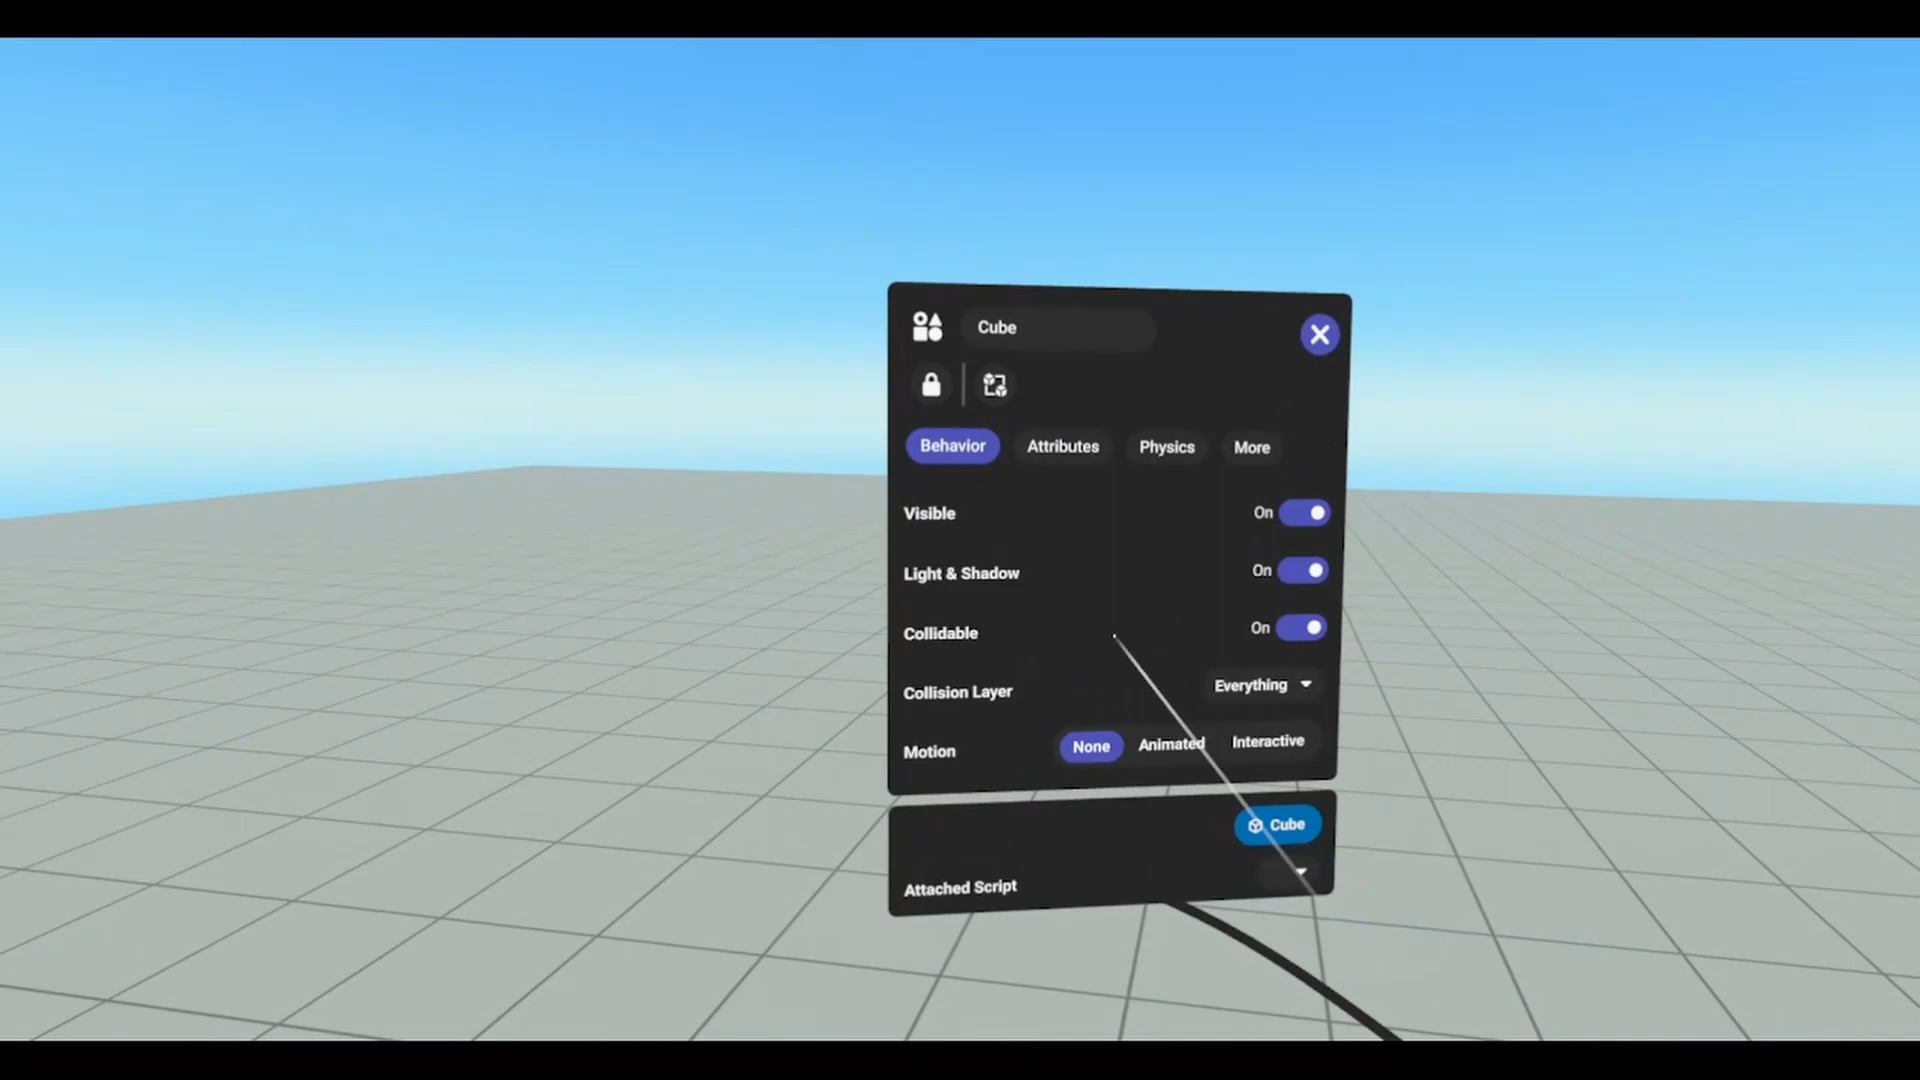 Cube
Behavior Attributes Physics More
Visible On
Light & Shadow On
Collidable On
Collision Layer Everything
Motion None Animated Interactive
Cube
Attached Script